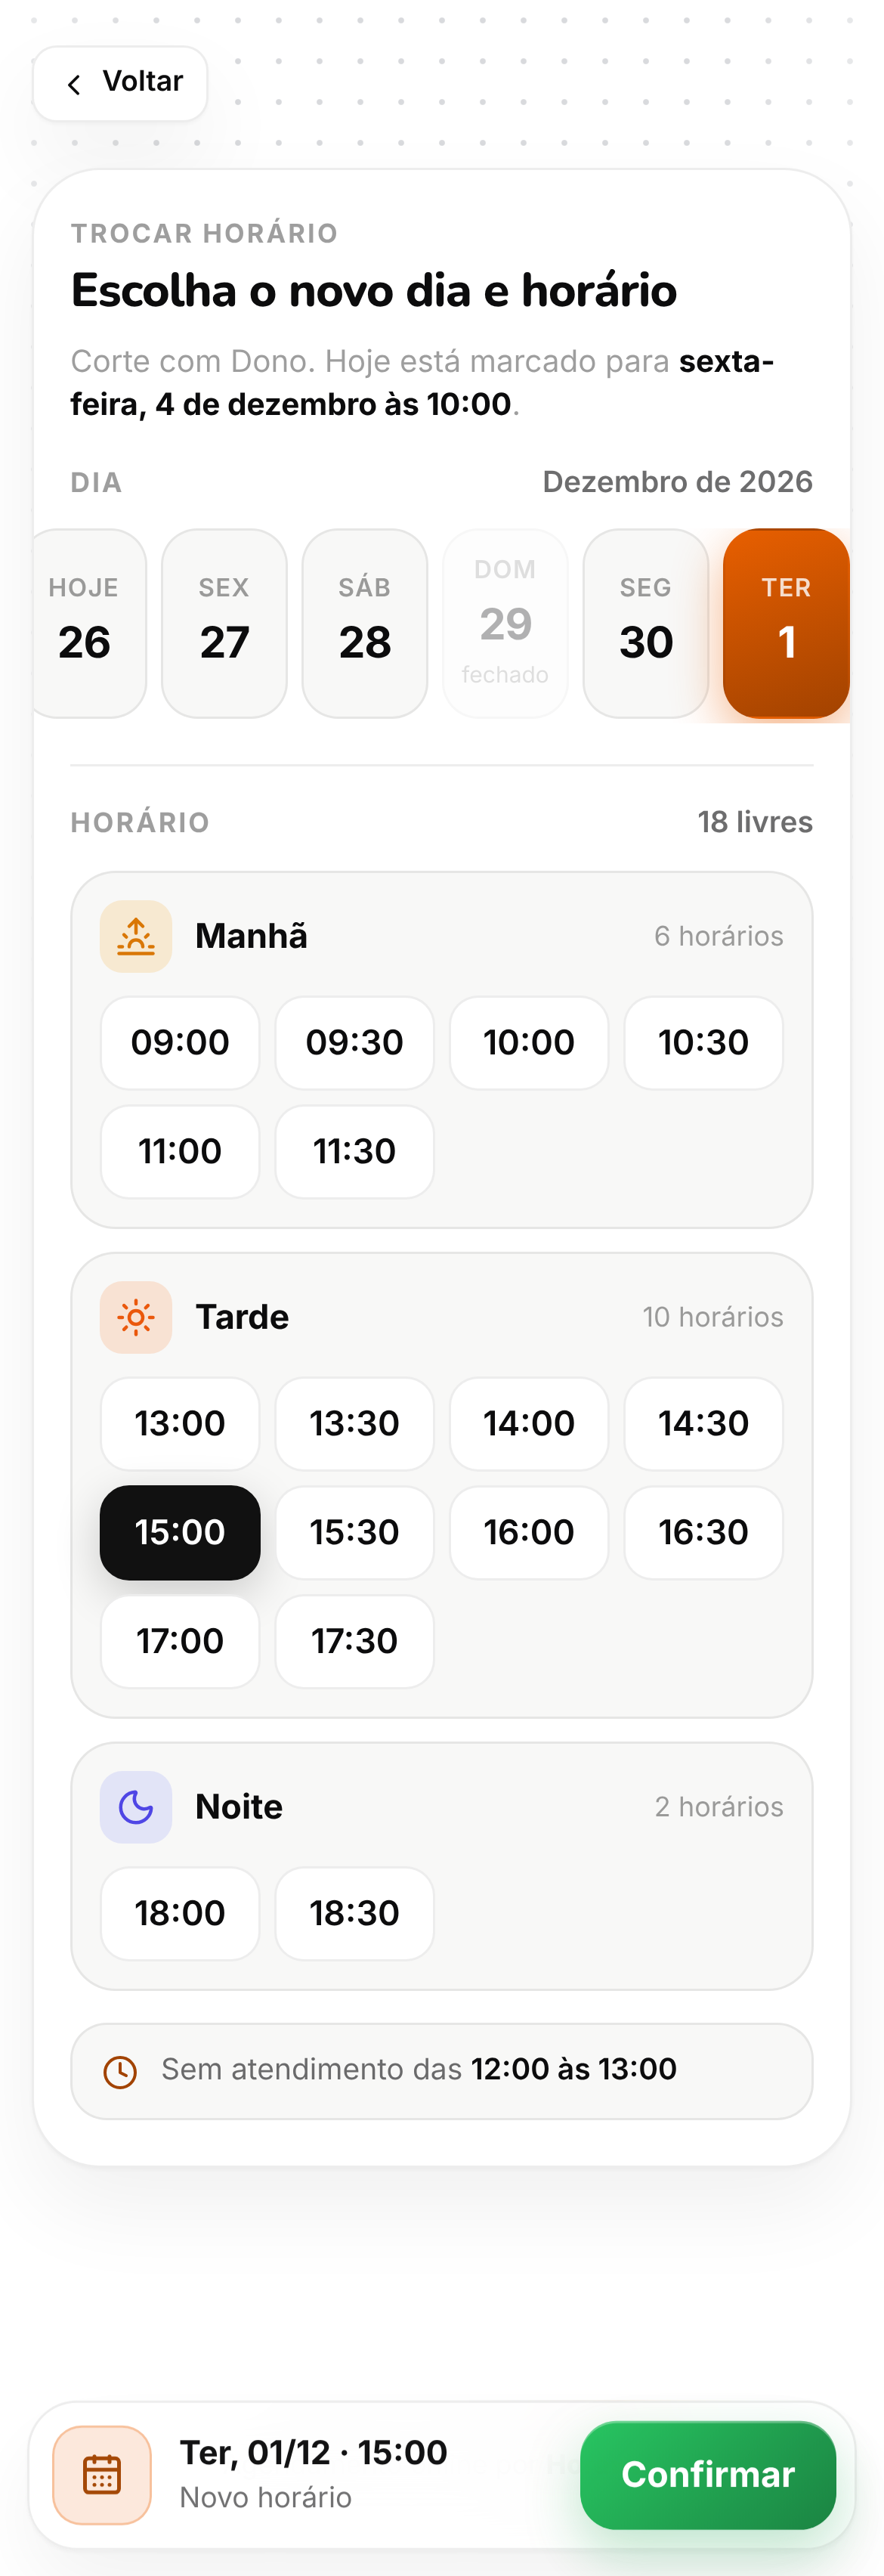 Voltar
TROCAR HORÁRIO
Escolha o novo dia e horário
Corte com Dono. Hoje está marcado para sexta-
feira, 4 de dezembro às 10:00.
DIA
Dezembro de 2026
HOJE
26
SEX
27
SÁB
28
DOM
29
fechado
SEG
30
TER
1
HORÁRIO
18 livres
Manhã
6 horários
09:00
09:30
10:00
10:30
11:00
11:30
Tarde
10 horários
13:00
13:30
14:00
14:30
15:00
15:30
16:00
16:30
17:00
17:30
Noite
2 horários
18:00
18:30
Sem atendimento das 12:00 às 13:00
Ter, 01/12 · 15:00
Novo horário
Confirmar